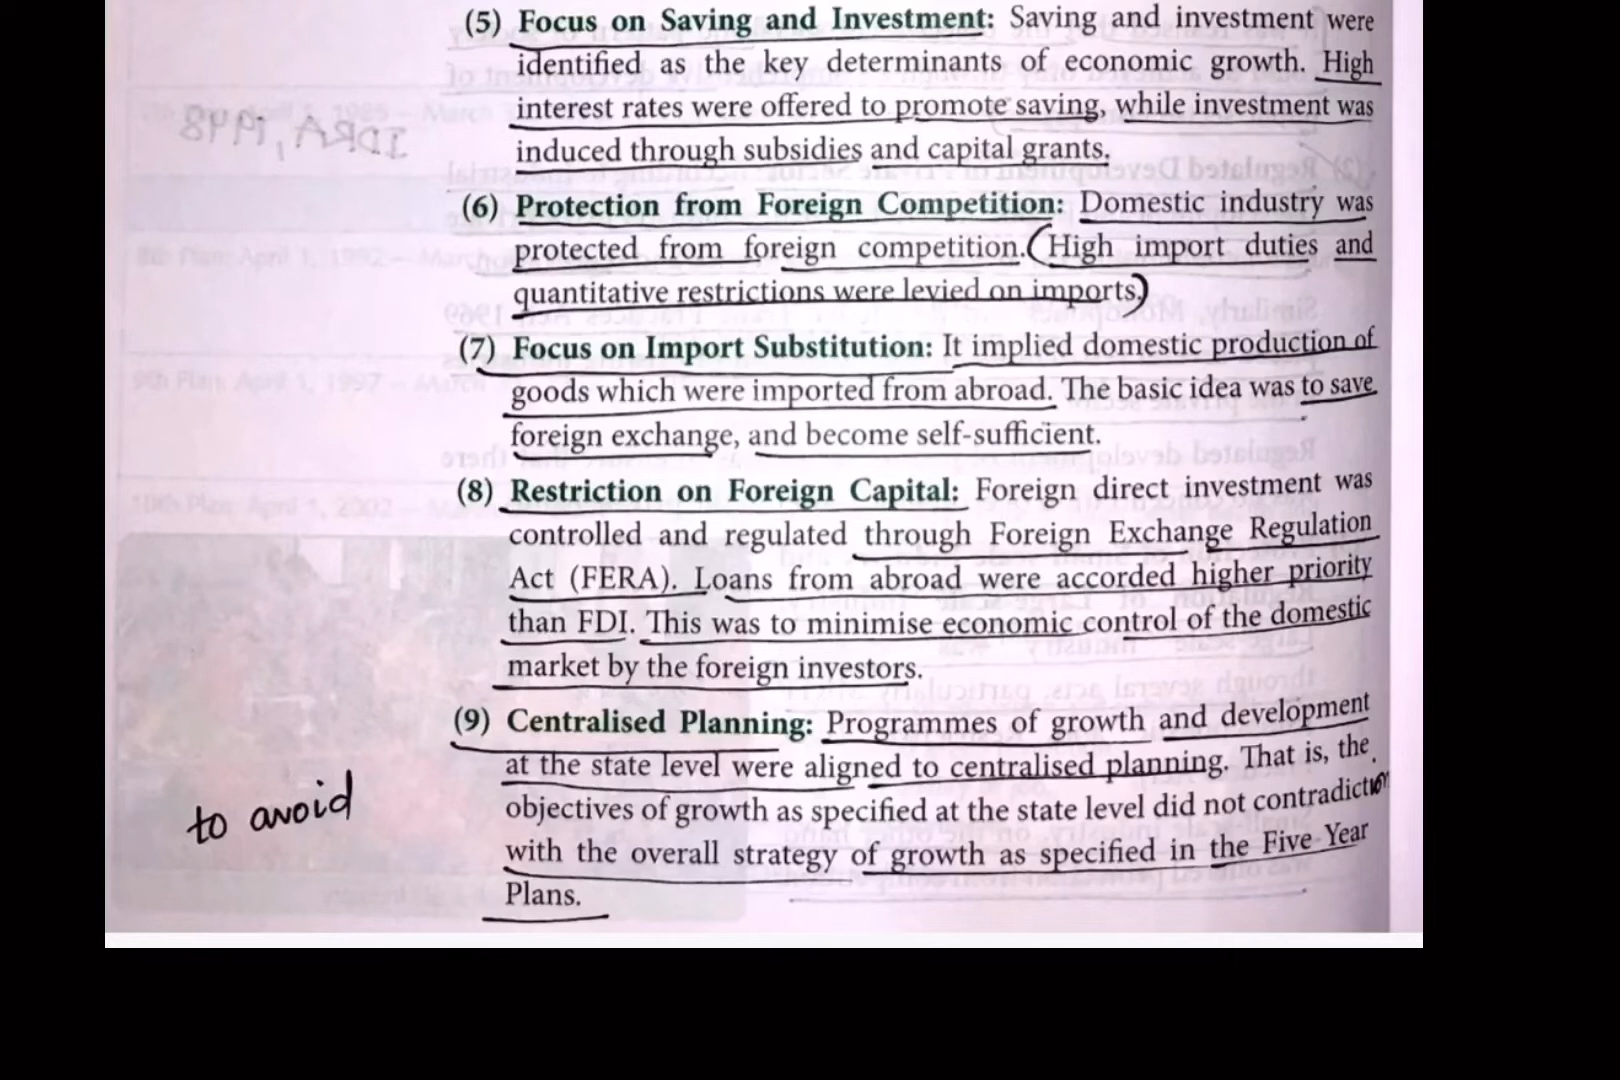 (5) Focus on Saving and Investment: Saving and investment were
identified as the key determinants of economic growth. High
interest rates were offered to promote saving, while investment was
induced through subsidies and capital grants.
(6) Protection from Foreign Competition: Domestic industry was
protected from foreign competition. (High import duties and
quantitative restrictions were levied on imports.)
(7) Focus on Import Substitution: It implied domestic production of
goods which were imported from abroad. The basic idea was to save
foreign exchange, and become self-sufficient.
(8) Restriction on Foreign Capital: Foreign direct investment was
controlled and regulated through Foreign Exchange Regulation
Act (FERA). Loans from abroad were accorded higher priority
than FDI. This was to minimise economic control of the domestic
market by the foreign investors.
(9) Centralised Planning: Programmes of growth and development
at the state level were aligned to centralised planning. That is, the
objectives of growth as specified at the state level did not contradiction
with the overall strategy of growth as specified in the Five Year
Plans.
to avoid